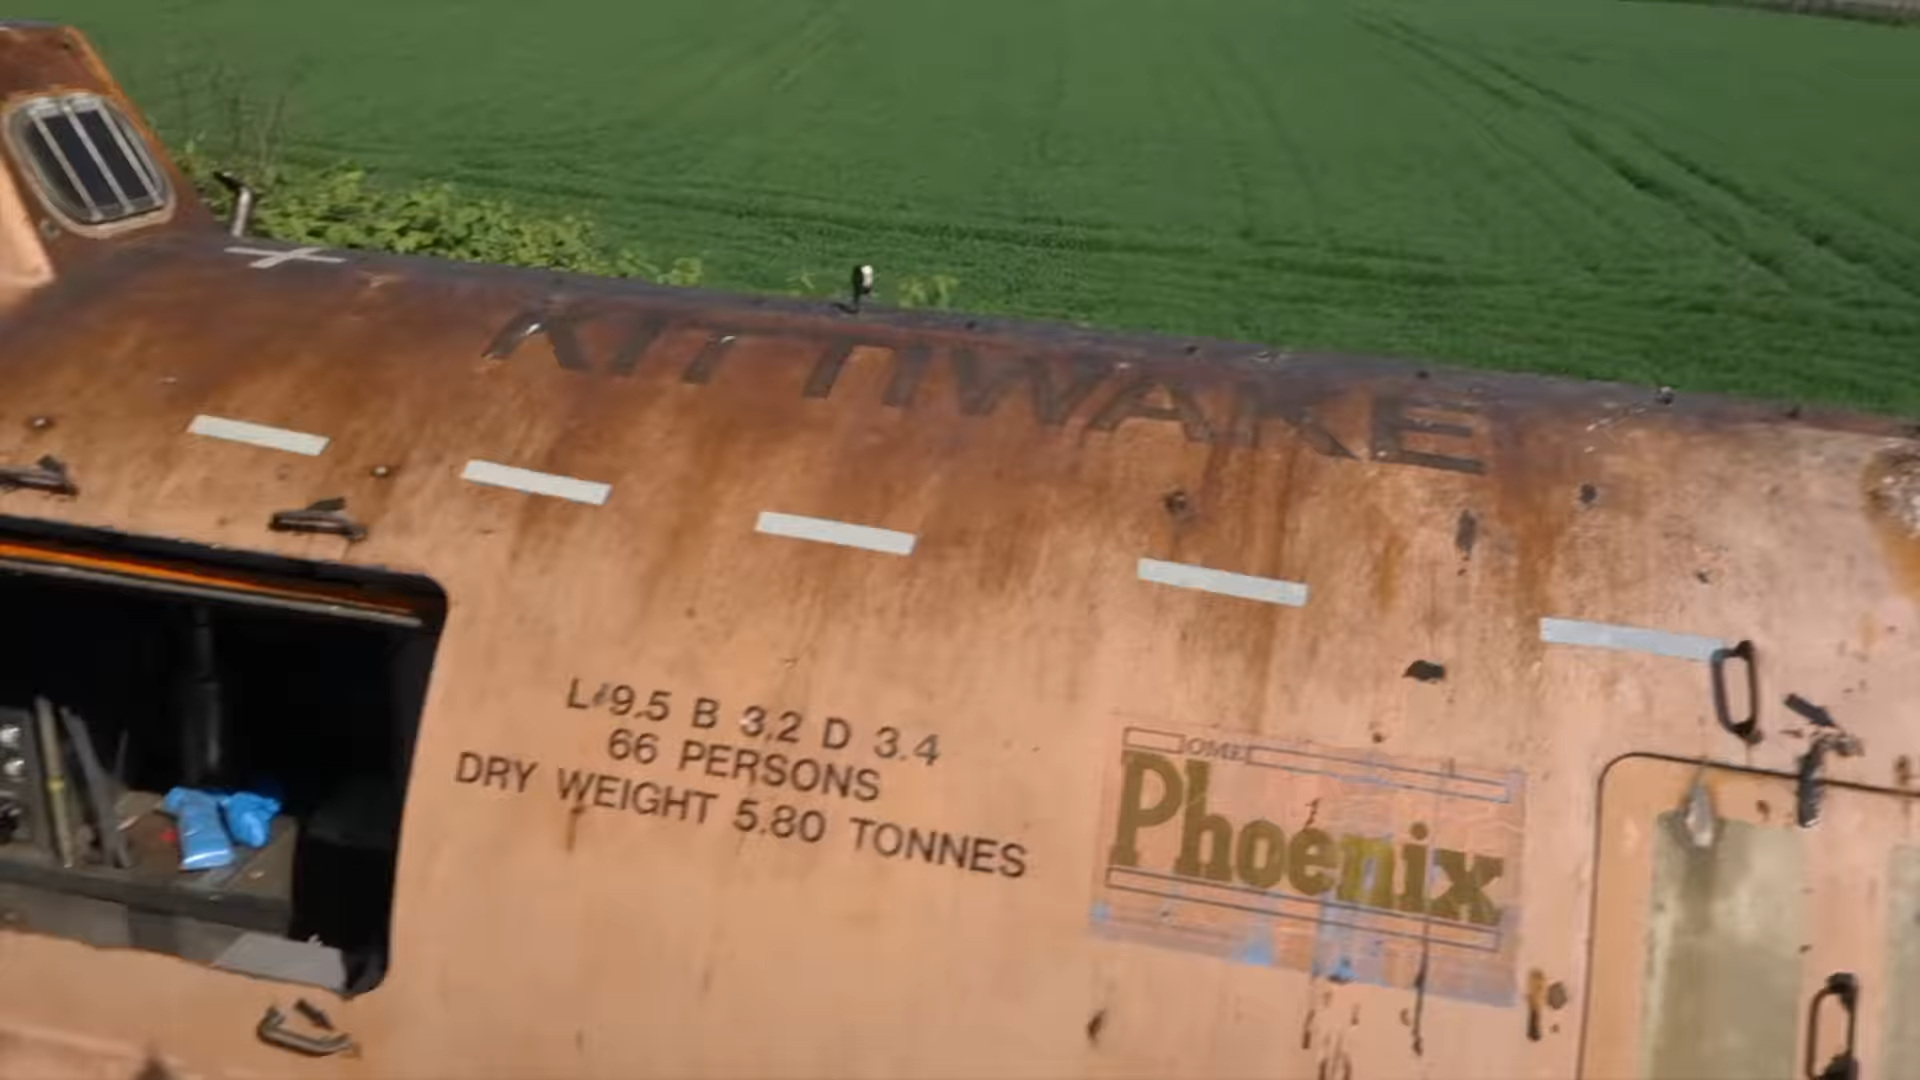 KITTIWAKE
L 9.5 B 3.2 D 3.4
66 PERSONS
DRY WEIGHT 5.80 TONNES
Phoenix